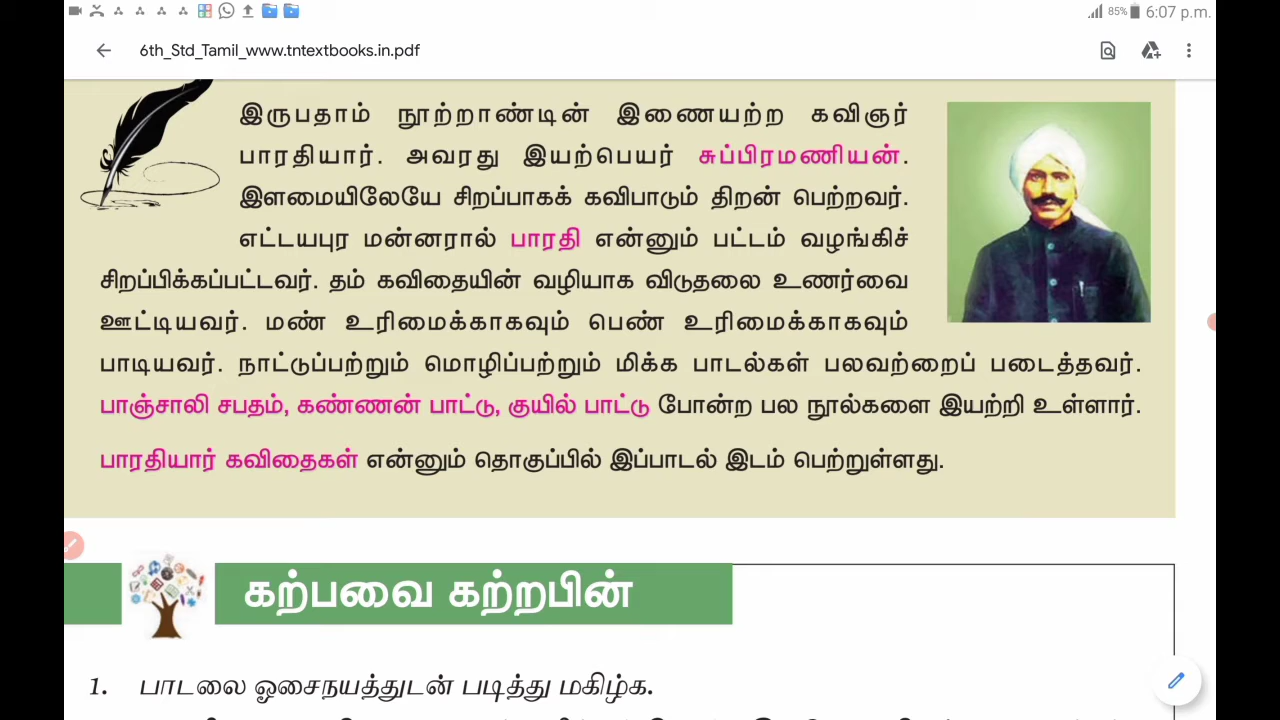 85% 6:07 p.m.
6th_Std_Tamil_www.tntextbooks.in.pdf
இருபதாம் நூற்றாண்டின் இணையற்ற கவிஞர்
பாரதியார். அவரது இயற்பெயர் சுப்பிரமணியன்.
இளமையிலேயே சிறப்பாகக் கவிபாடும் திறன் பெற்றவர்.
எட்டயபுர மன்னரால் பாரதி என்னும் பட்டம் வழங்கிச்
சிறப்பிக்கப்பட்டவர். தம் கவிதையின் வழியாக விடுதலை உணர்வை
ஊட்டியவர். மண் உரிமைக்காகவும் பெண் உரிமைக்காகவும்
பாடியவர். நாட்டுப்பற்றும் மொழிப்பற்றும் மிக்க பாடல்கள் பலவற்றைப் படைத்தவர்.
பாஞ்சாலி சபதம், கண்ணன் பாட்டு, குயில் பாட்டு போன்ற பல நூல்களை இயற்றி உள்ளார்.
பாரதியார் கவிதைகள் என்னும் தொகுப்பில் இப்பாடல் இடம் பெற்றுள்ளது.
கற்பவை கற்றபின்
1. பாடலை ஓசைநயத்துடன் படித்து மகிழ்க.